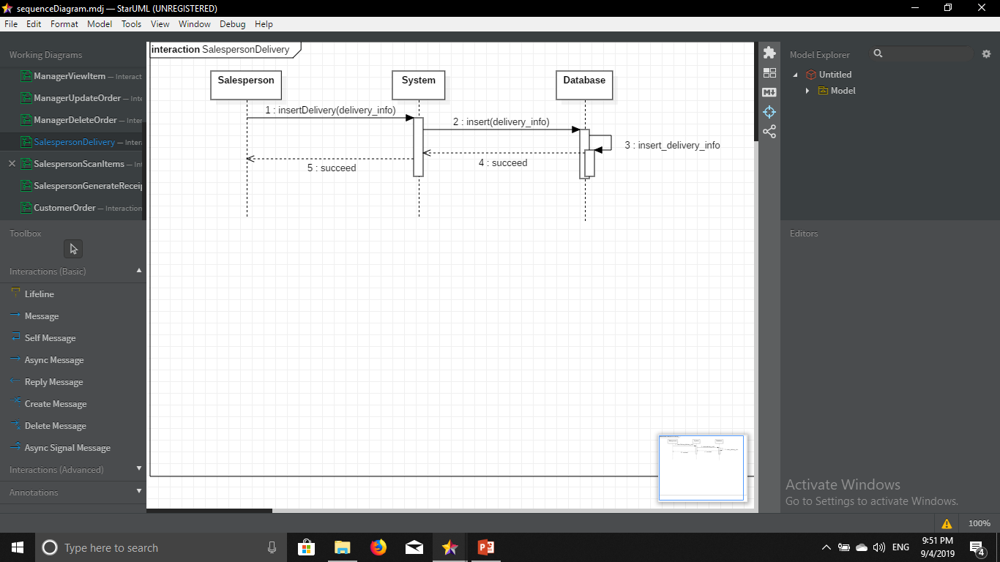 sequenceDiagram.mdj — StarUML (UNREGISTERED)
File Edit Format Model Tools View Window Debug Help
Working Diagrams
ManagerViewItem — Interact
ManagerUpdateOrder — Inte
ManagerDeleteOrder — Inter
SalespersonDelivery — Inter
SalespersonScanItems — Int
SalespersonGenerateReceip
CustomerOrder — Interaction
Toolbox
Interactions (Basic)
Lifeline
Message
Self Message
Async Message
Reply Message
Create Message
Delete Message
Async Signal Message
Interactions (Advanced)
Annotations
interaction SalespersonDelivery
Salesperson System Database
1 : insertDelivery(delivery_info)
2 : insert(delivery_info)
3 : insert_delivery_info
4 : succeed
5 : succeed
Model Explorer
Untitled
Model
Editors
Activate Windows
Go to Settings to activate Windows.
100%
Type here to search
ENG
9:51 PM
9/4/2019
4